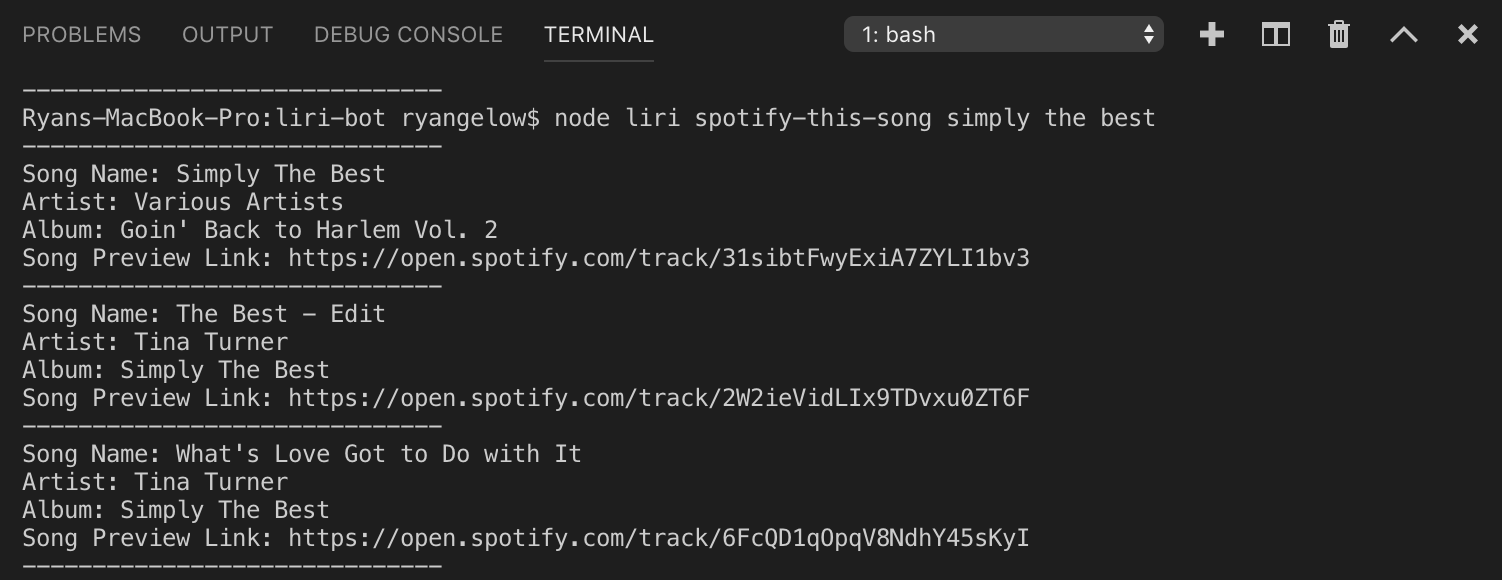 PROBLEMS OUTPUT DEBUG CONSOLE TERMINAL 1: bash
------------------------------
Ryans-MacBook-Pro:liri-bot ryangelow$ node liri spotify-this-song simply the best
------------------------------
Song Name: Simply The Best
Artist: Various Artists
Album: Goin' Back to Harlem Vol. 2
Song Preview Link: https://open.spotify.com/track/31sibtFwyExiA7ZYLI1bv3
------------------------------
Song Name: The Best - Edit
Artist: Tina Turner
Album: Simply The Best
Song Preview Link: https://open.spotify.com/track/2W2ieVidLIx9TDvxu0ZT6F
------------------------------
Song Name: What's Love Got to Do with It
Artist: Tina Turner
Album: Simply The Best
Song Preview Link: https://open.spotify.com/track/6FcQD1qOpqV8NdhY45sKyI
------------------------------